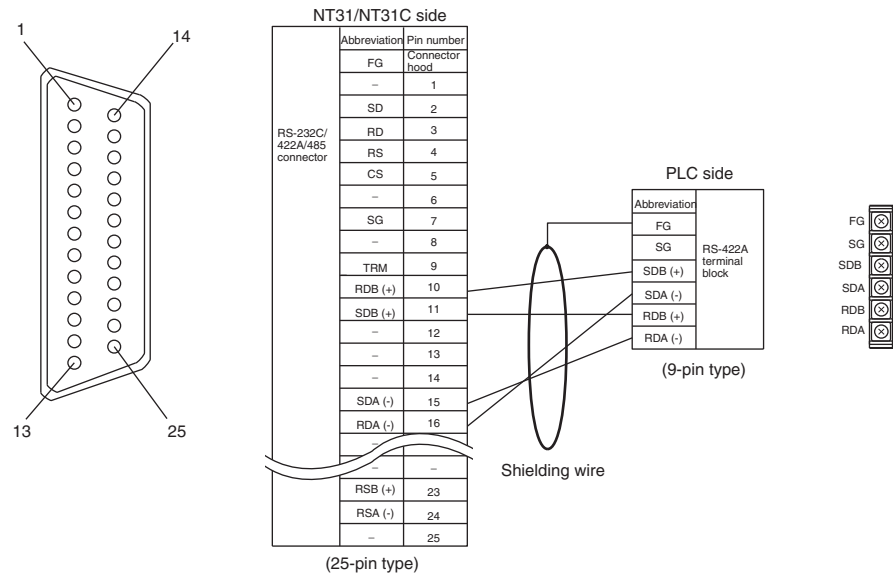 1
14
13
25
NT31/NT31C side
Abbreviation Pin number
FG Connector hood
– 1
SD 2
RD 3
RS 4
CS 5
– 6
SG 7
– 8
TRM 9
RDB (+) 10
SDB (+) 11
– 12
– 13
– 14
SDA (-) 15
RDA (-) 16
–
– –
RSB (+) 23
RSA (-) 24
– 25
RS-232C/
422A/485
connector
(25-pin type)
Shielding wire
PLC side
Abbreviation
FG
SG
SDB (+)
SDA (-)
RDB (+)
RDA (-)
RS-422A
terminal
block
(9-pin type)
FG
SG
SDB
SDA
RDB
RDA